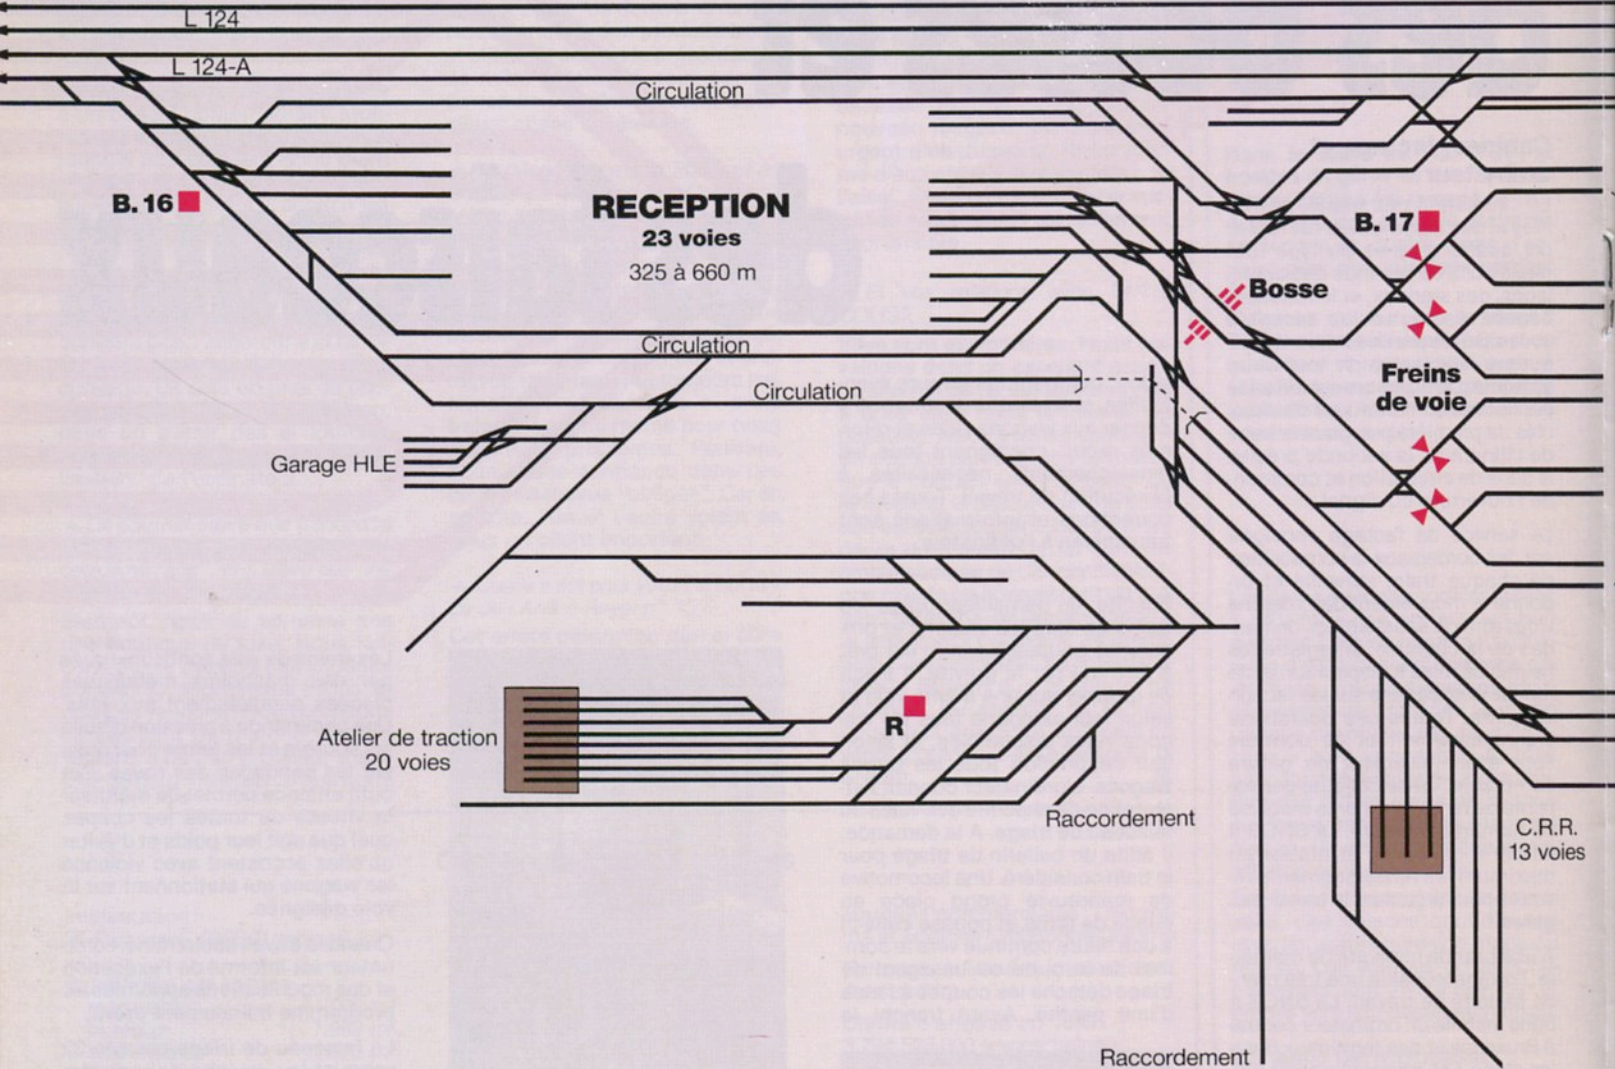 L 124
L 124-A
Circulation
B. 16
RECEPTION
23 voies
325 à 660 m
B. 17
Bosse
Circulation
Circulation
Freins
de voie
Garage HLE
R
Atelier de traction
20 voies
Raccordement
C.R.R.
13 voies
Raccordement